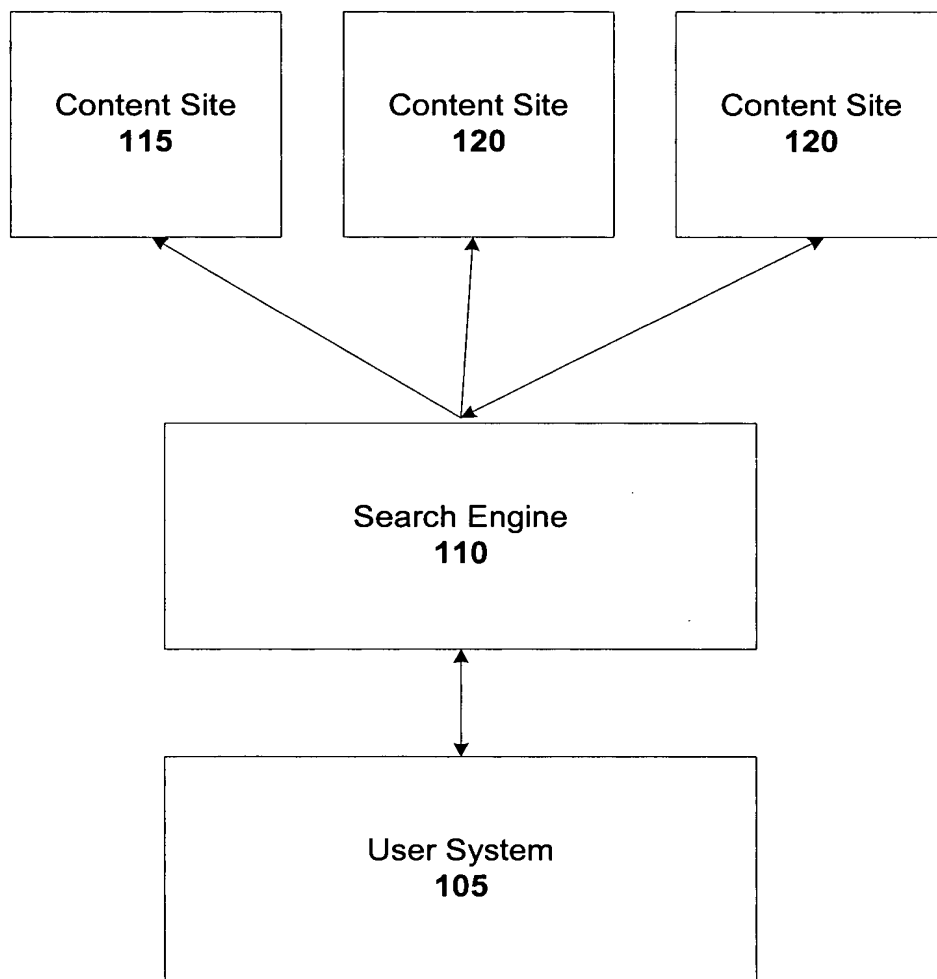 Content Site
115
Content Site
120
Content Site
120
Search Engine
110
User System
105